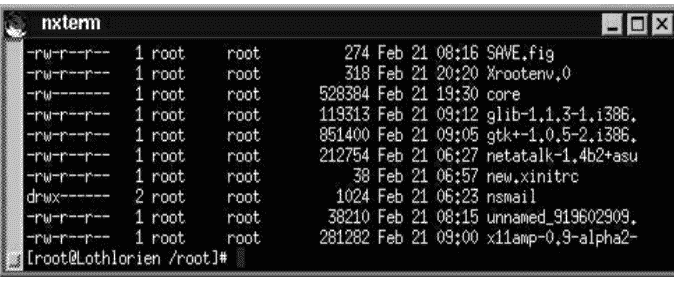 nxterm
-rw-r--r-- 1 root root 274 Feb 21 08:16 SAVE.fig
-rw-r--r-- 1 root root 318 Feb 21 20:20 Xrootenv.0
-rw------- 1 root root 528384 Feb 21 19:30 core
-rw-r--r-- 1 root root 119313 Feb 21 09:12 glib-1.1.3-1.i386.
-rw-r--r-- 1 root root 851400 Feb 21 09:05 gtk+-1.0.5-2.i386.
-rw-r--r-- 1 root root 212754 Feb 21 06:27 netatalk-1.4b2+asu
-rw-r--r-- 1 root root 38 Feb 21 06:57 new.xinitrc
drwx------ 2 root root 1024 Feb 21 06:23 nsmail
-rw-r--r-- 1 root root 38210 Feb 21 08:15 unnamed_919602909.
-rw-r--r-- 1 root root 281282 Feb 21 09:00 x11amp-0.9-alpha2-
[root@Lothlorien /root]#